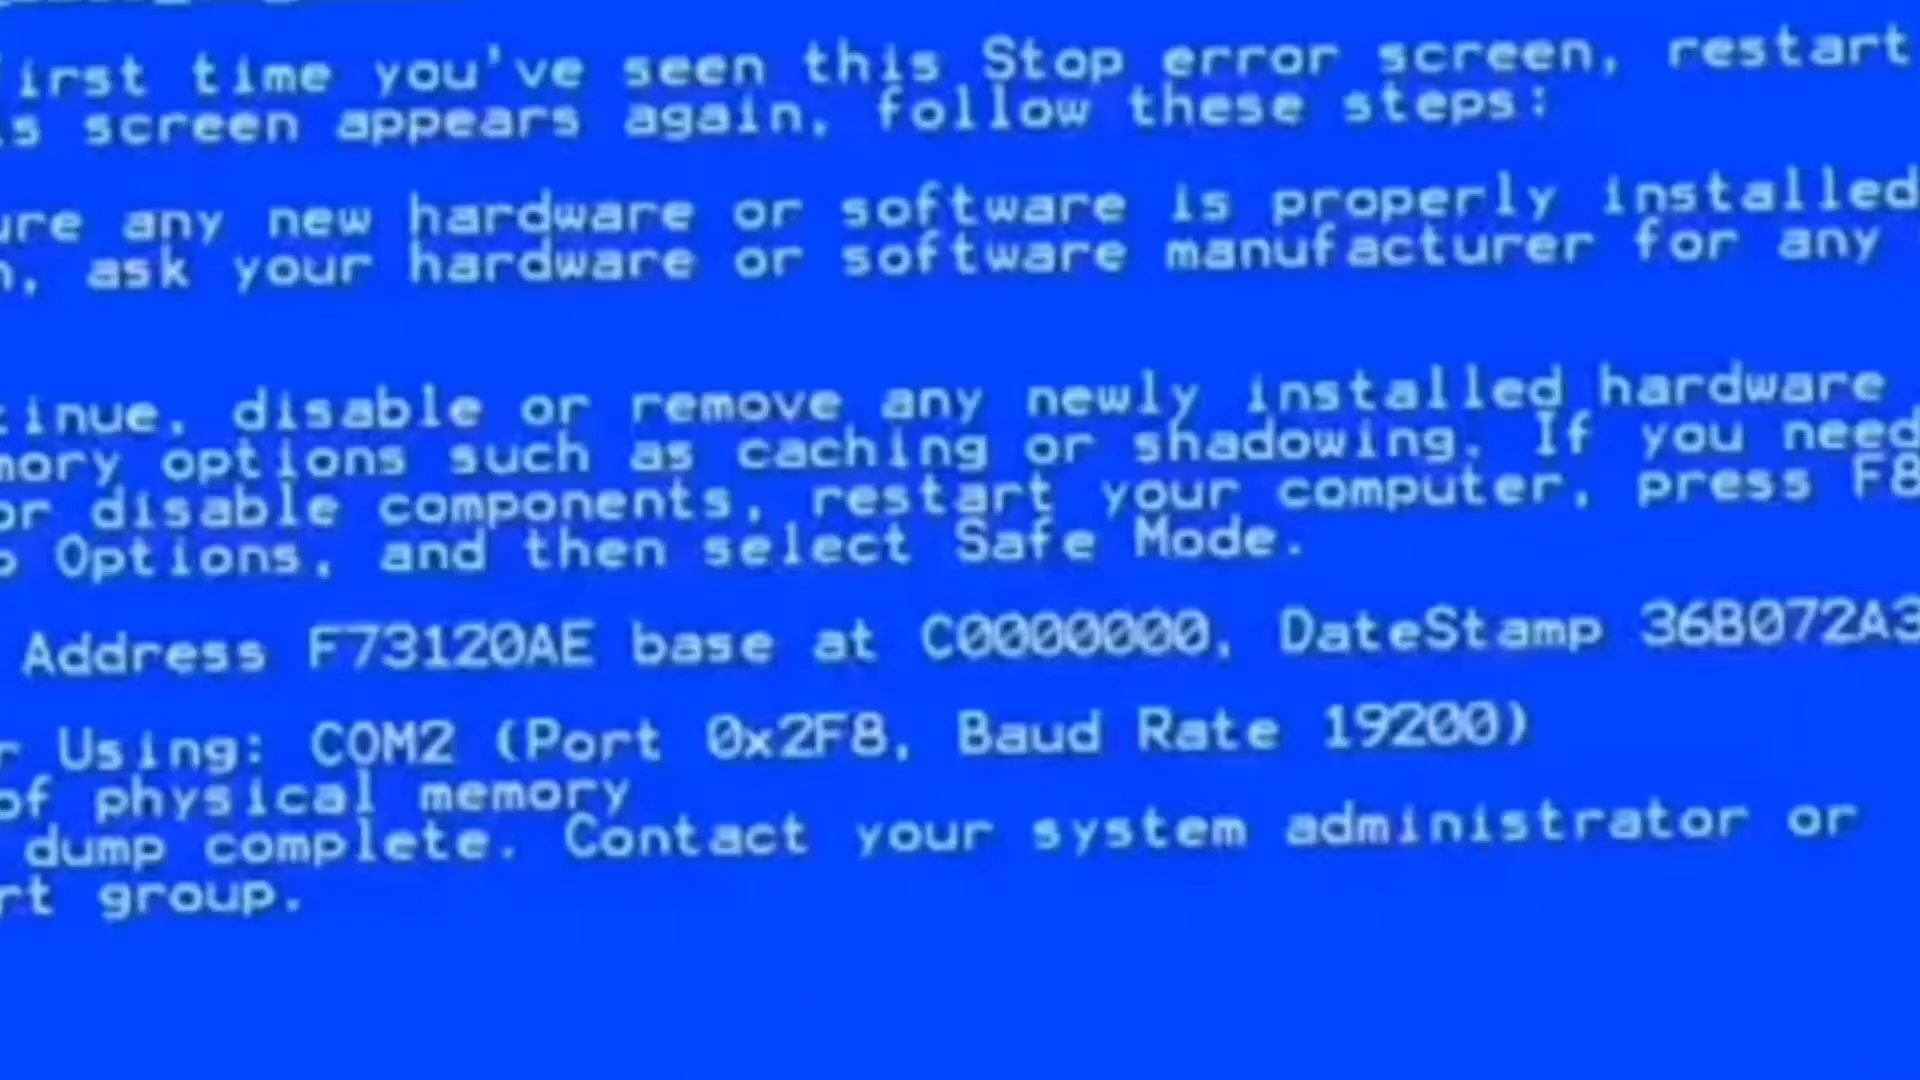 irst time you've seen this Stop error screen, restart
s screen appears again, follow these steps:
ure any new hardware or software is properly installed
n, ask your hardware or software manufacturer for any
tinue, disable or remove any newly installed hardware
mory options such as caching or shadowing. If you need
or disable components, restart your computer, press F8
p Options, and then select Safe Mode.
Address F73120AE base at C0000000, DateStamp 36B072A3
r Using: COM2 (Port 0x2F8, Baud Rate 19200)
of physical memory
dump complete. Contact your system administrator or
rt group.